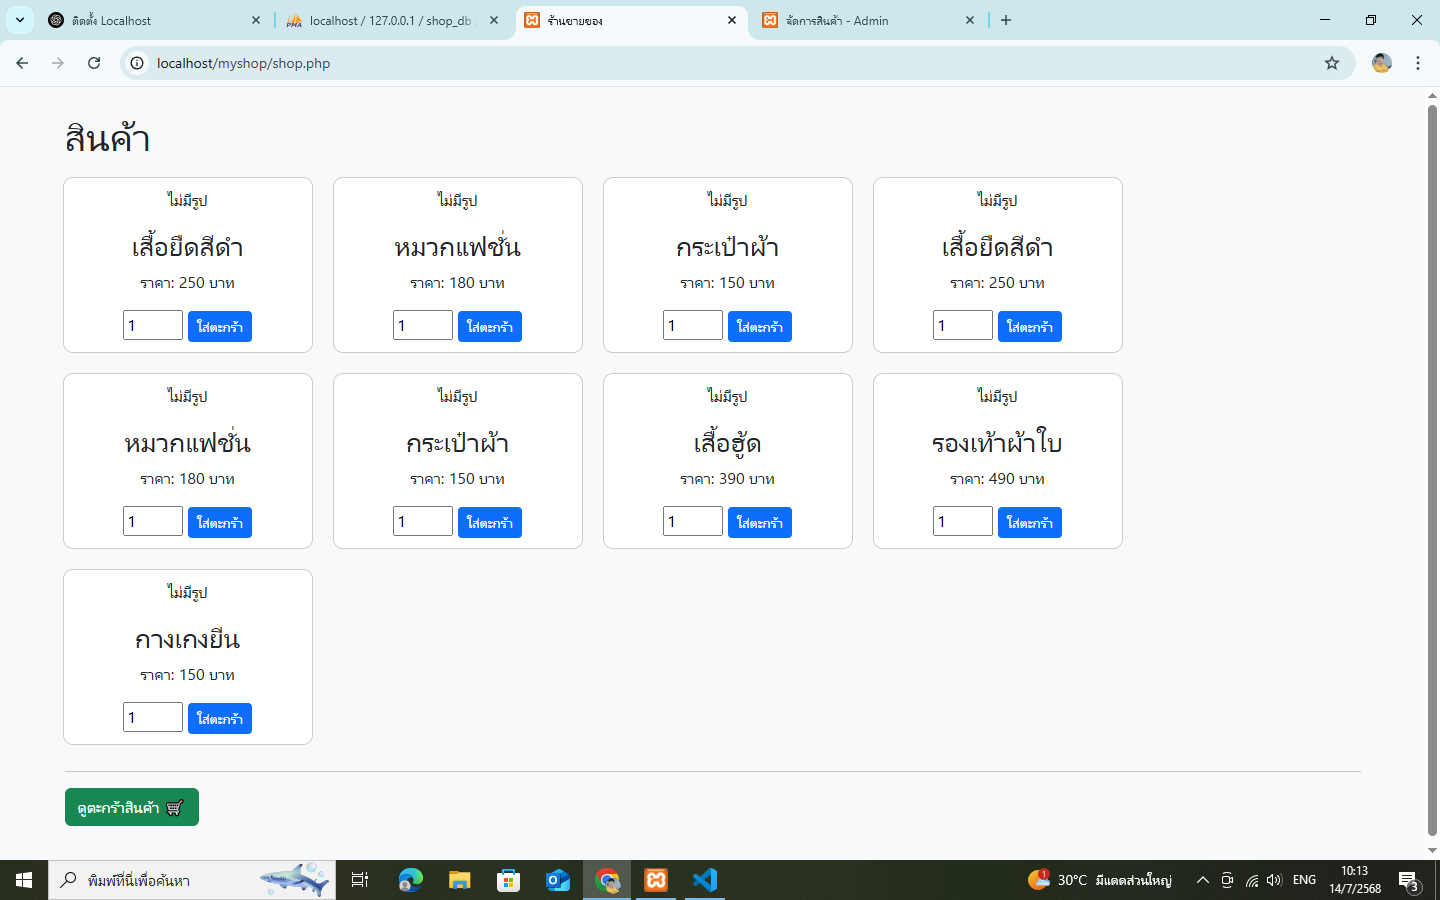 ติดตั้ง Localhost
localhost / 127.0.0.1 / shop_db
ร้านขายของ
จัดการสินค้า - Admin
localhost/myshop/shop.php
สินค้า
ไม่มีรูป ไม่มีรูป ไม่มีรูป ไม่มีรูป
เสื้อยืดสีดำ หมวกแฟชั่น กระเป๋าผ้า เสื้อยืดสีดำ
ราคา: 250 บาท ราคา: 180 บาท ราคา: 150 บาท ราคา: 250 บาท
1 ใส่ตะกร้า 1 ใส่ตะกร้า 1 ใส่ตะกร้า 1 ใส่ตะกร้า
ไม่มีรูป ไม่มีรูป ไม่มีรูป ไม่มีรูป
หมวกแฟชั่น กระเป๋าผ้า เสื้อฮู้ด รองเท้าผ้าใบ
ราคา: 180 บาท ราคา: 150 บาท ราคา: 390 บาท ราคา: 490 บาท
1 ใส่ตะกร้า 1 ใส่ตะกร้า 1 ใส่ตะกร้า 1 ใส่ตะกร้า
ไม่มีรูป
กางเกงยีน
ราคา: 150 บาท
1 ใส่ตะกร้า
ดูตะกร้าสินค้า 🛒
พิมพ์ที่นี่เพื่อค้นหา
1
30°C มีแดดส่วนใหญ่
ENG
10:13
14/7/2568
3